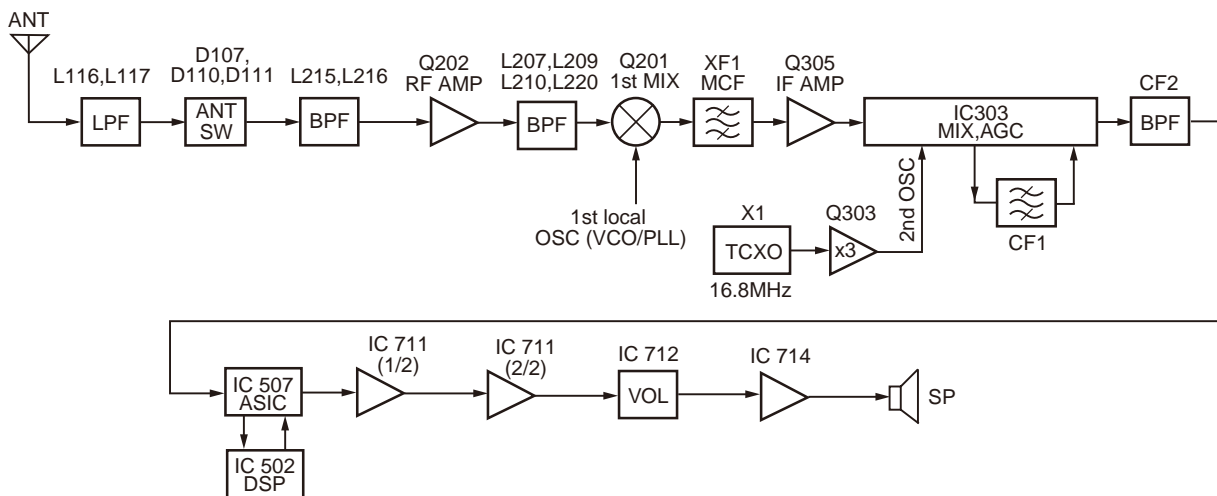 ANT
L116,L117
LPF
D107,
D110,D111
ANT
SW
L215,L216
BPF
Q202
RF AMP
L207,L209
L210,L220
BPF
Q201
1st MIX
1st local
OSC (VCO/PLL)
XF1
MCF
Q305
IF AMP
IC303
MIX,AGC
CF2
BPF
CF1
2nd OSC
X1
TCXO
16.8MHz
Q303
x3
IC 507
ASIC
IC 502
DSP
IC 711
(1/2)
IC 711
(2/2)
IC 712
VOL
IC 714
SP